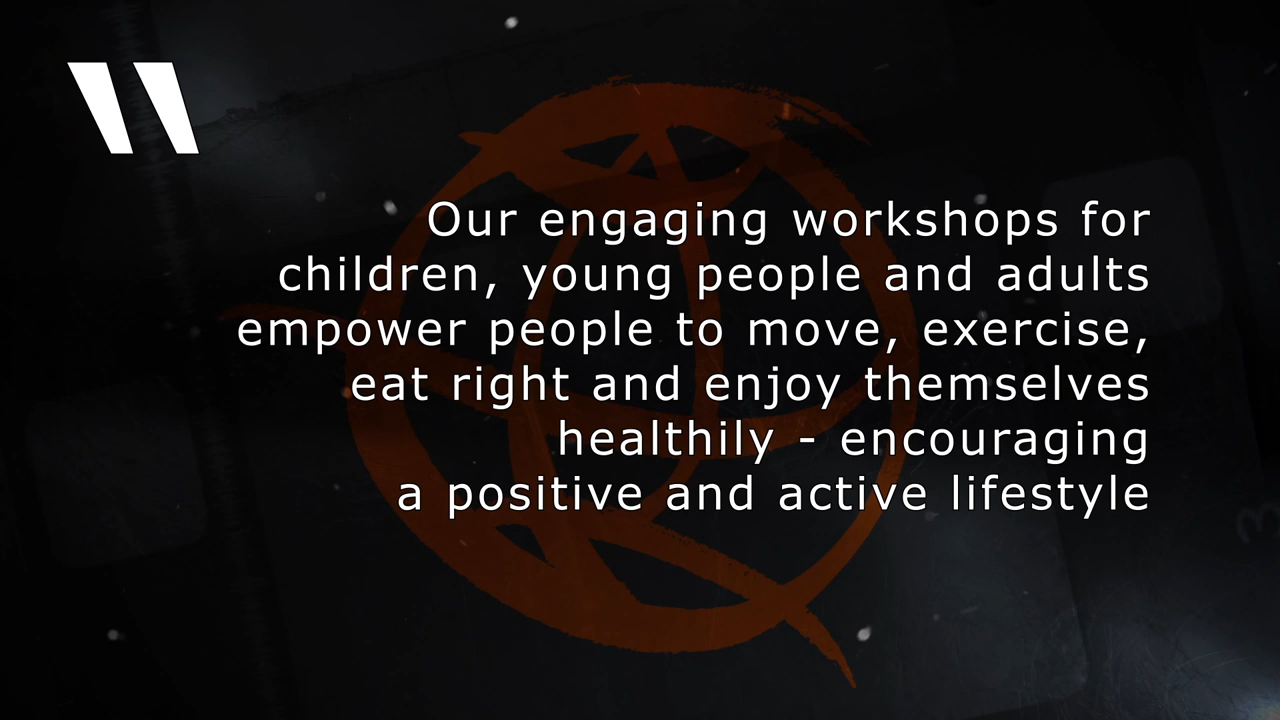 Our engaging workshops for
children, young people and adults
empower people to move, exercise,
eat right and enjoy themselves
healthily - encouraging
a positive and active lifestyle